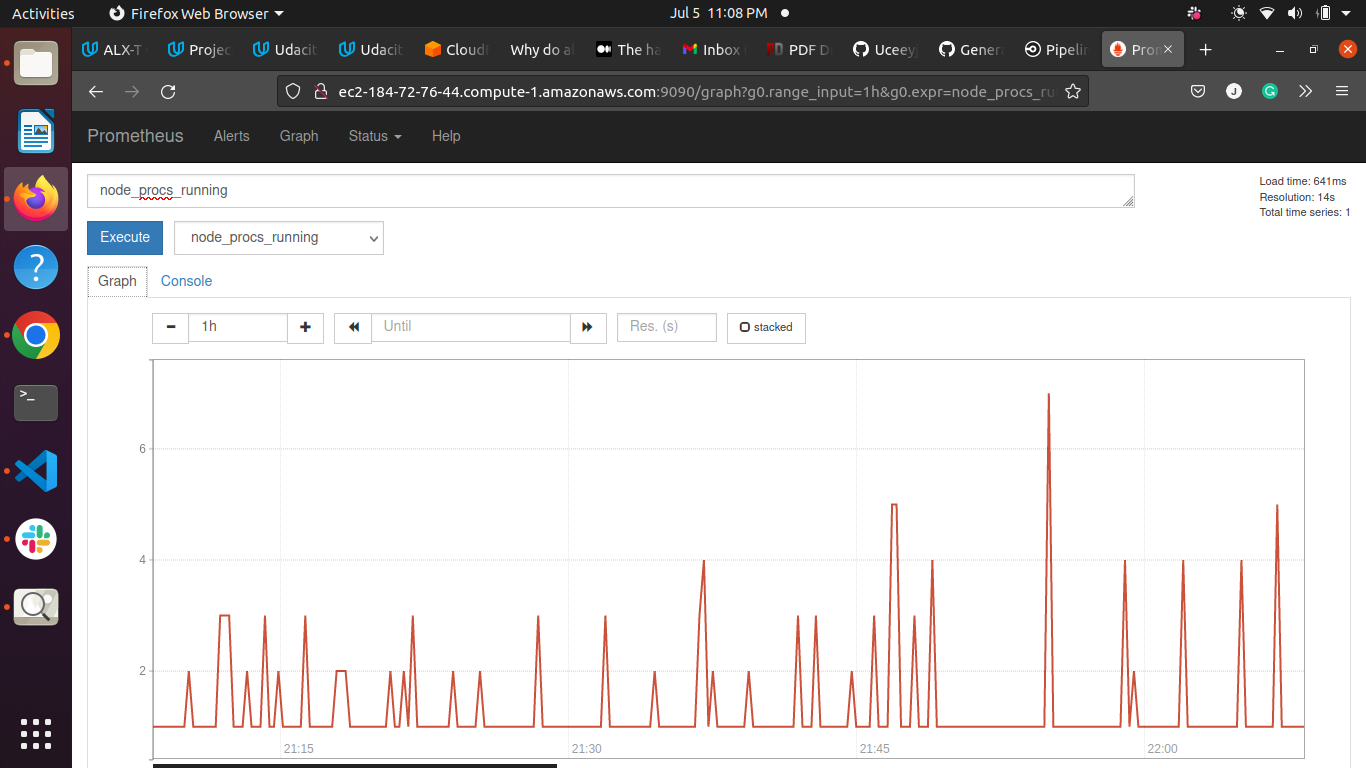 Activities Firefox Web Browser Jul 5 11:08 PM
ALX-T Projec Udacit Udacit Cloud Why do a The ha Inbox PDF D Uceey Gener Pipelin Pro
ec2-184-72-76-44.compute-1.amazonaws.com:9090/graph?g0.range_input=1h&g0.expr=node_procs_ru J G
Prometheus Alerts Graph Status Help
node_procs_running
Load time: 641ms
Resolution: 14s
Total time series: 1
Execute node_procs_running
Graph Console
1h Until Res. (s) stacked
6
4
2
21:15 21:30 21:45 22:00